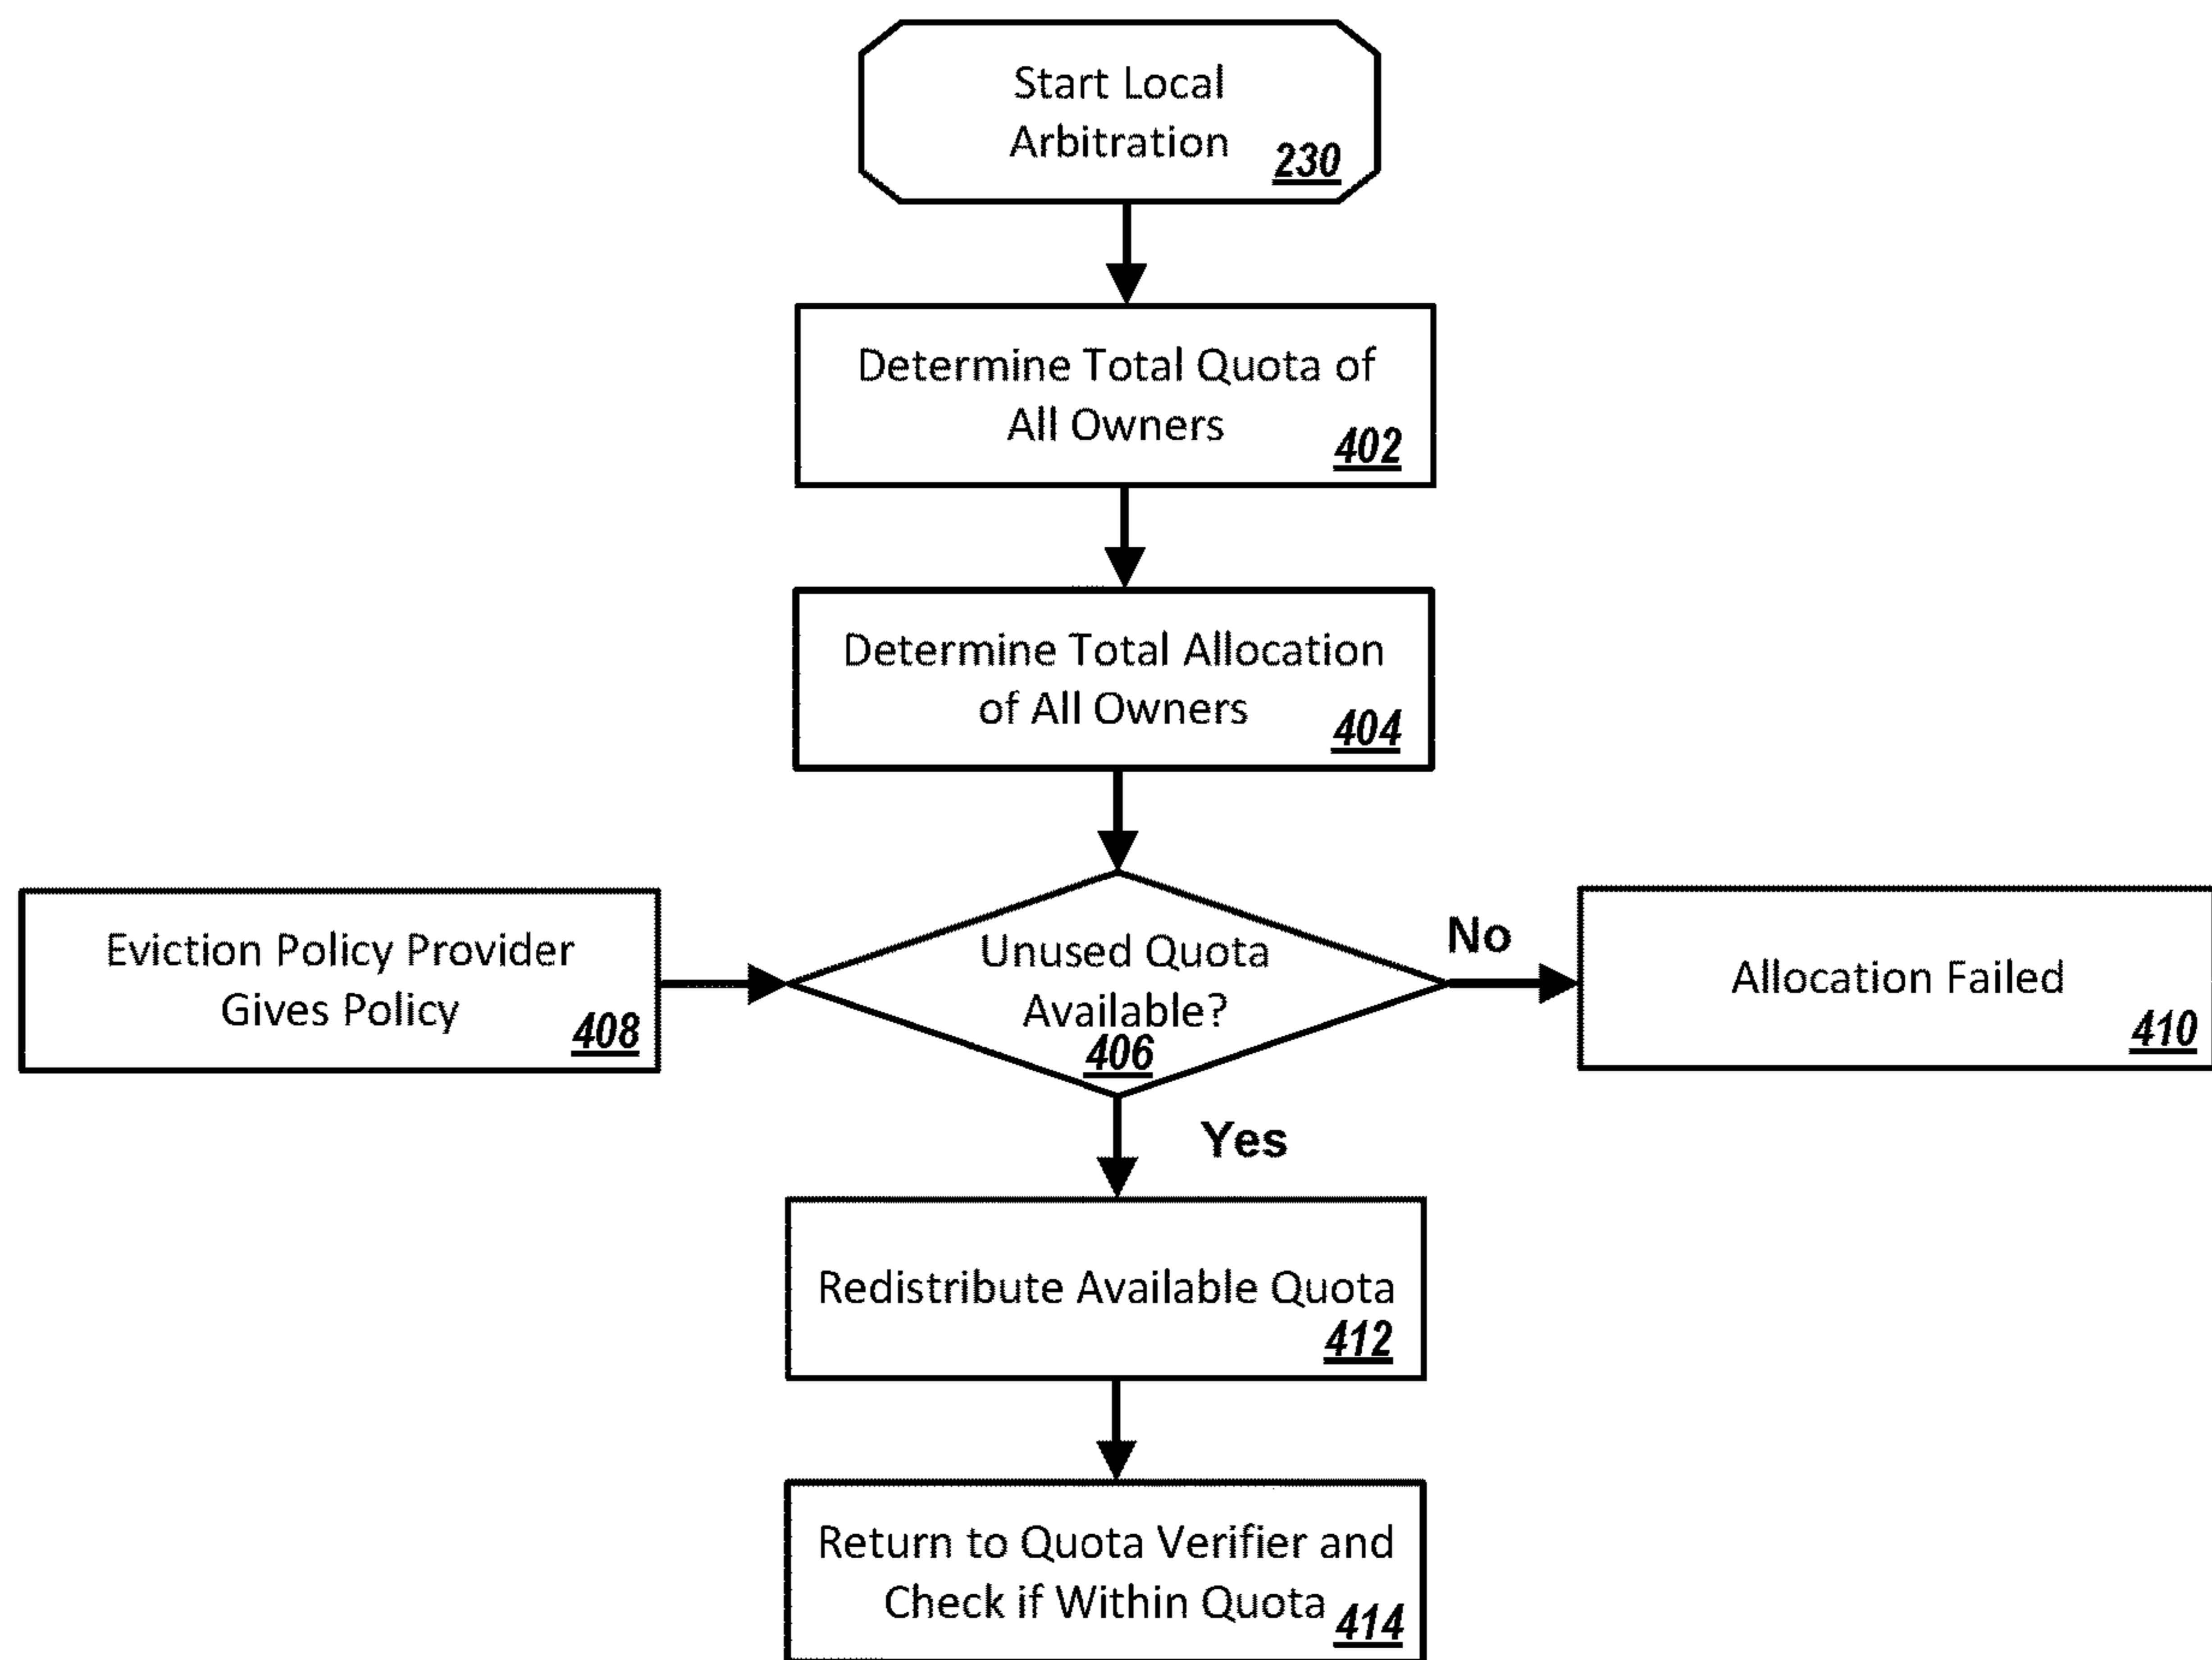 Start Local
Arbitration
230
Determine Total Quota of
All Owners
402
Determine Total Allocation
of All Owners
404
Eviction Policy Provider
Gives Policy
408
Unused Quota
Available?
406
No
Allocation Failed
410
Yes
Redistribute Available Quota
412
Return to Quota Verifier and
Check if Within Quota
414